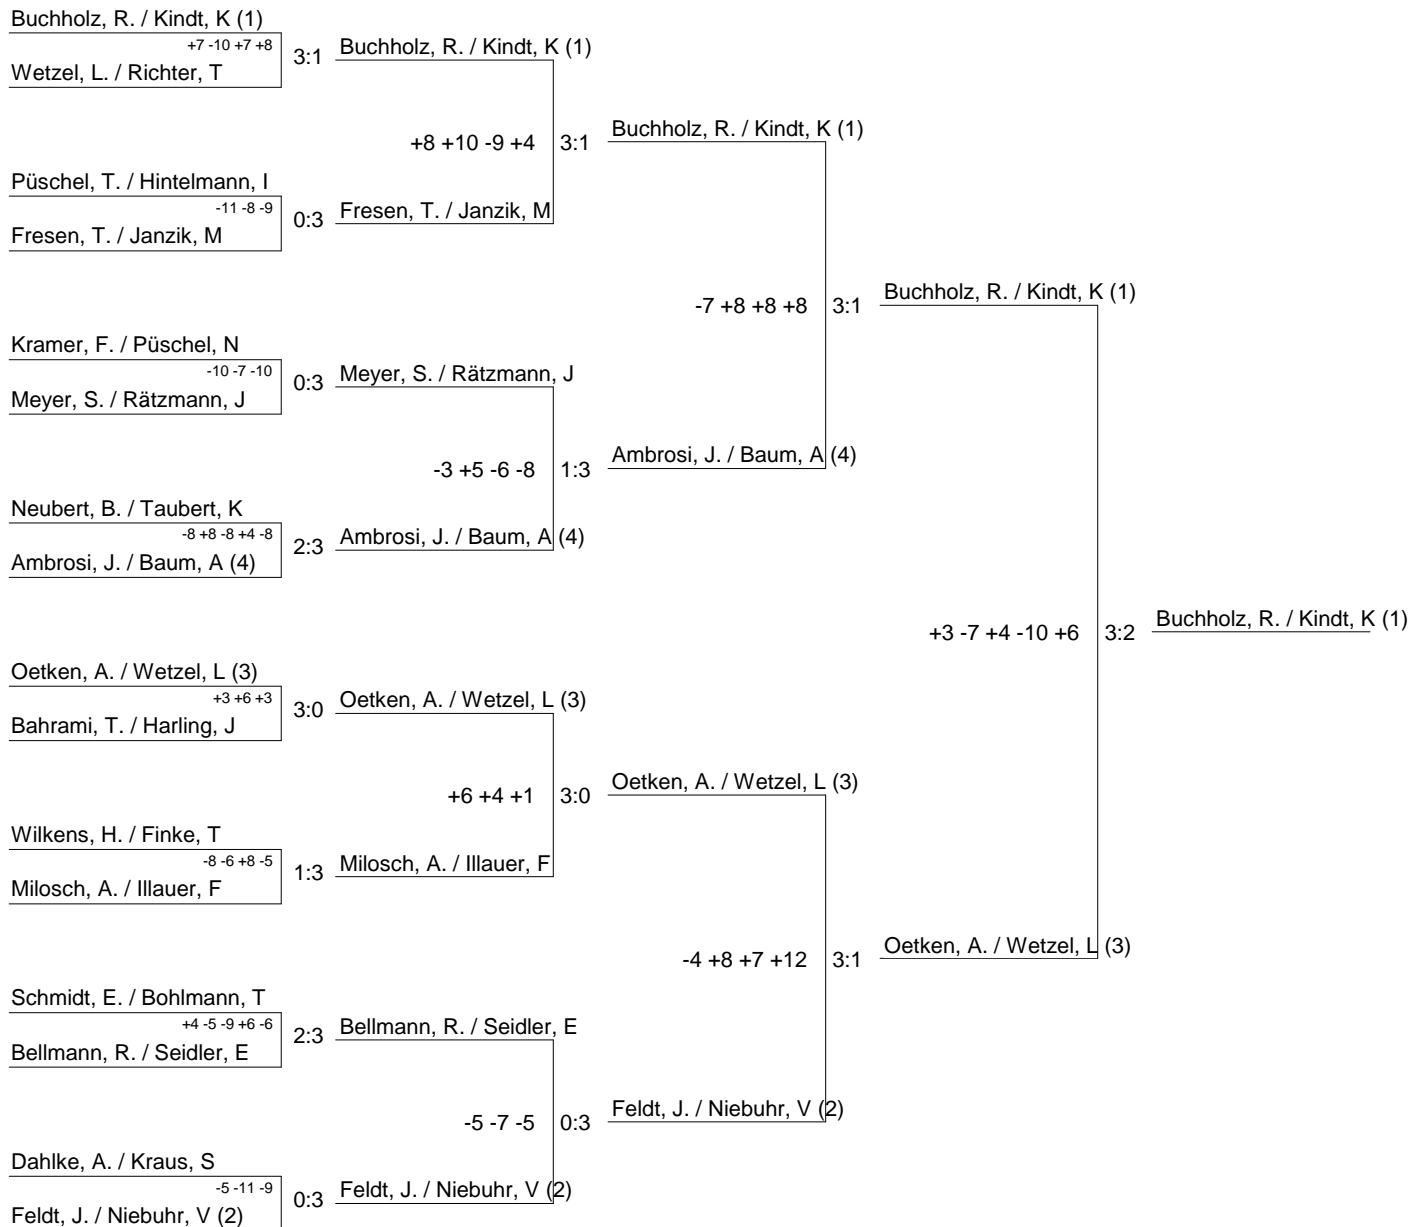 Buchholz, R. / Kindt, K (1)
+7 -10 +7 +8
3:1
Buchholz, R. / Kindt, K (1)
Wetzel, L. / Richter, T
+8 +10 -9 +4
3:1
Buchholz, R. / Kindt, K (1)
Püschel, T. / Hintelmann, I
-11 -8 -9
0:3
Fresen, T. / Janzik, M
Fresen, T. / Janzik, M
-7 +8 +8 +8
3:1
Buchholz, R. / Kindt, K (1)
Kramer, F. / Püschel, N
-10 -7 -10
0:3
Meyer, S. / Rätzmann, J
Meyer, S. / Rätzmann, J
-3 +5 -6 -8
1:3
Ambrosi, J. / Baum, A (4)
Neubert, B. / Taubert, K
-8 +8 -8 +4 -8
2:3
Ambrosi, J. / Baum, A (4)
Ambrosi, J. / Baum, A (4)
+3 -7 +4 -10 +6
3:2
Buchholz, R. / Kindt, K (1)
Oetken, A. / Wetzel, L (3)
+3 +6 +3
3:0
Oetken, A. / Wetzel, L (3)
Bahrami, T. / Harling, J
+6 +4 +1
3:0
Oetken, A. / Wetzel, L (3)
Wilkens, H. / Finke, T
-8 -6 +8 -5
1:3
Milosch, A. / Illauer, F
Milosch, A. / Illauer, F
-4 +8 +7 +12
3:1
Oetken, A. / Wetzel, L (3)
Schmidt, E. / Bohlmann, T
+4 -5 -9 +6 -6
2:3
Bellmann, R. / Seidler, E
Bellmann, R. / Seidler, E
-5 -7 -5
0:3
Feldt, J. / Niebuhr, V (2)
Dahlke, A. / Kraus, S
-5 -11 -9
0:3
Feldt, J. / Niebuhr, V (2)
Feldt, J. / Niebuhr, V (2)